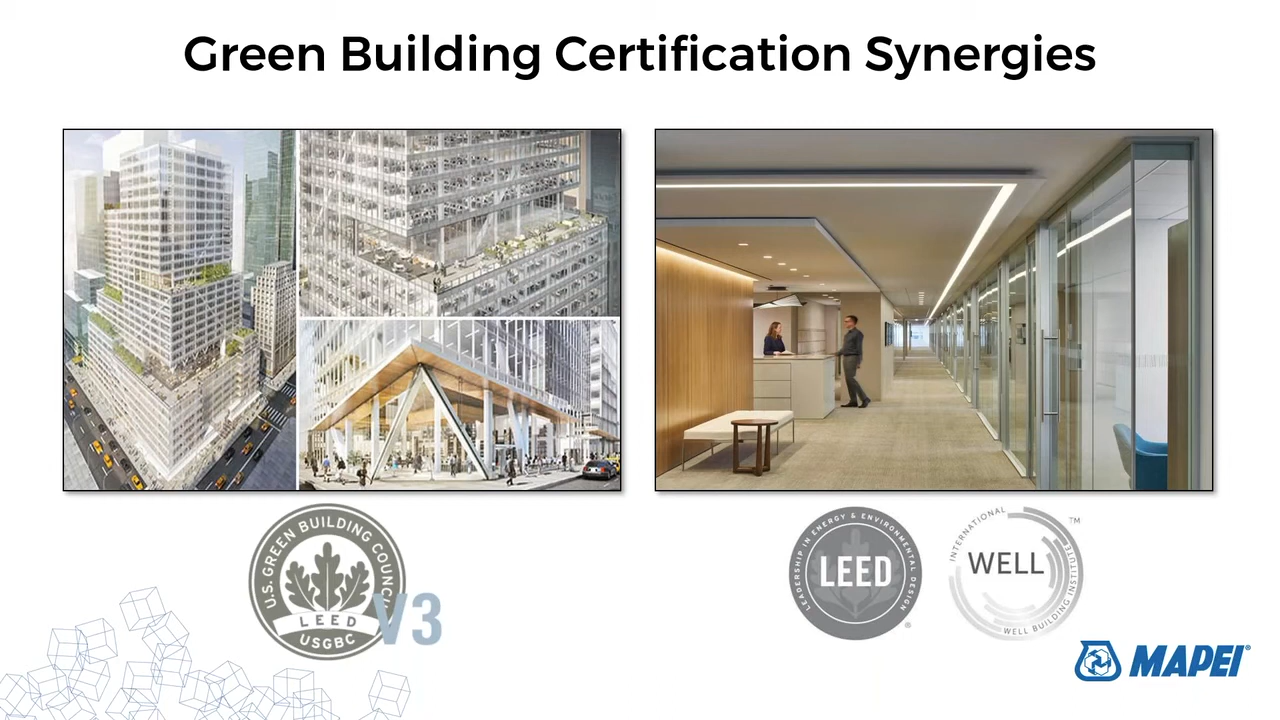 Green Building Certification Synergies
U.S. GREEN BUILDING COUNCIL
LEED
USGBC
V3
LEADERSHIP IN ENERGY & ENVIRONMENTAL DESIGN
LEED
®
INTERNATIONAL
WELL
™
WELL BUILDING INSTITUTE
MAPEI®